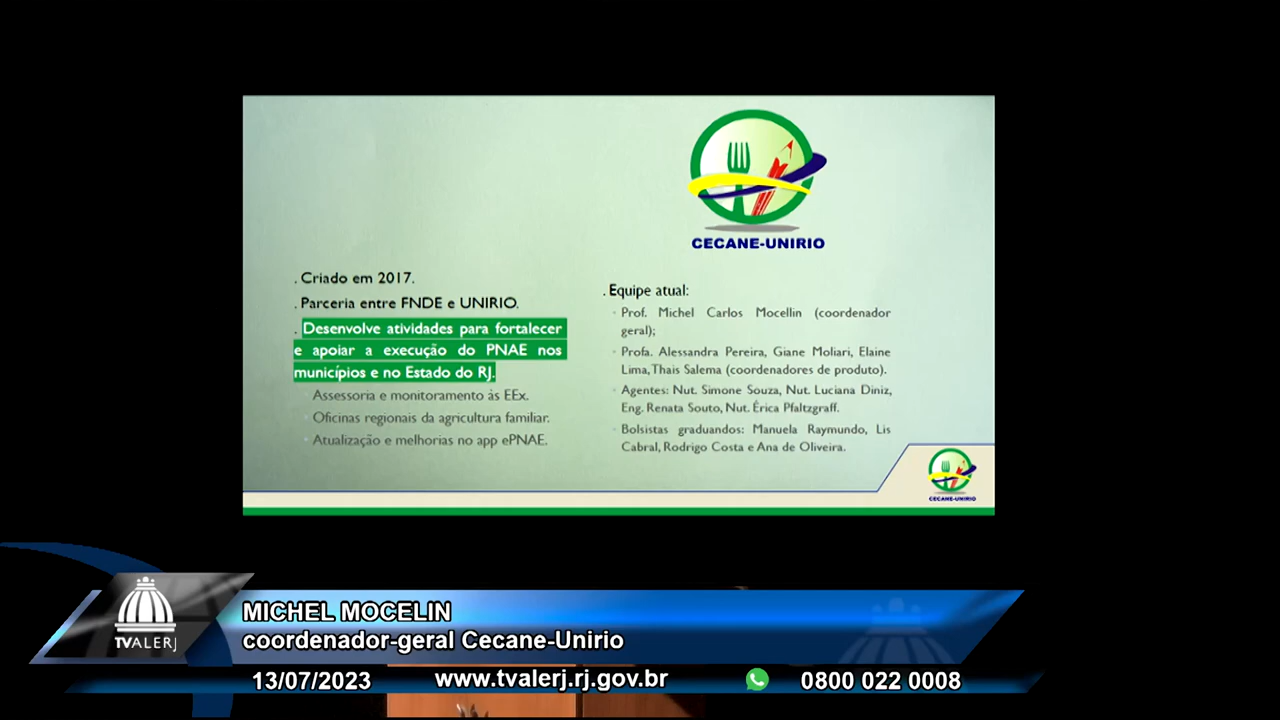 CECANE-UNIRIO
. Criado em 2017.
. Parceria entre FNDE e UNIRIO.
. Desenvolve atividades para fortalecer
e apoiar a execução do PNAE nos
municípios e no Estado do RJ.
Assessoria e monitoramento às EEx.
Oficinas regionais da agricultura familiar.
Atualização e melhorias no app ePNAE.
. Equipe atual:
Prof. Michel Carlos Mocellin (coordenador
geral);
Profa. Alessandra Pereira, Giane Moliari, Elaine
Lima, Thais Salema (coordenadores de produto).
Agentes: Nut. Simone Souza, Nut. Luciana Diniz,
Eng. Renata Souto, Nut. Érica Pfaltzgraff.
Bolsistas graduandos: Manuela Raymundo, Lis
Cabral, Rodrigo Costa e Ana de Oliveira.
CECANE-UNIRIO
TVALERJ
MICHEL MOCELIN
coordenador-geral Cecane-Unirio
13/07/2023 www.tvalerj.rj.gov.br 0800 022 0008